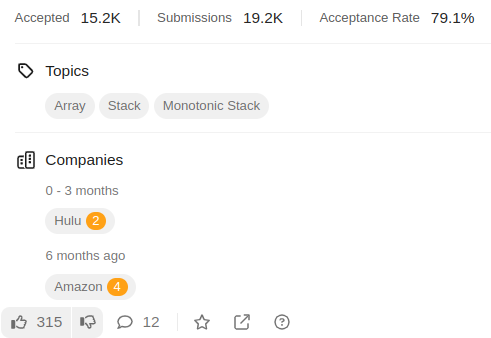 Accepted 15.2K Submissions 19.2K Acceptance Rate 79.1%
Topics
Array Stack Monotonic Stack
Companies
0 - 3 months
Hulu 2
6 months ago
Amazon 4
315 12